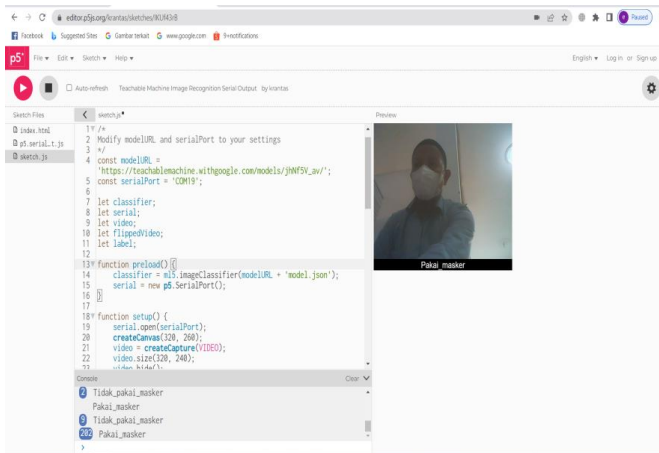 editor.p5js.org/krantas/sketches/IKUf43r8
Paused
Facebook
Suggested Sites
Gambar terkait
www.google.com
9+notifications
p5*
File Edit Sketch Help
English Log in or Sign up
Auto-refresh
Teachable Machine Image Recognition Serial Output by krantas
Sketch Files
sketch.js
Preview
index.html
p5.serial…t.js
sketch.js
1 /*
2 Modify modelURL and serialPort to your settings
3 */
4 const modelURL =
'https://teachablemachine.withgoogle.com/models/jhNf5V_av/';
5 const serialPort = 'COM19';
6
7 let classifier;
8 let serial;
9 let video;
10 let flippedVideo;
11 let label;
12
13 function preload() {
14 classifier = ml5.imageClassifier(modelURL + 'model.json');
15 serial = new p5.SerialPort();
16 }
17
18 function setup() {
19 serial.open(serialPort);
20 createCanvas(320, 260);
21 video = createCapture(VIDEO);
22 video.size(320, 240);
23 video.hide();
Pakai_masker
Console
Clear
2 Tidak_pakai_masker
Pakai_masker
9 Tidak_pakai_masker
202 Pakai_masker
>